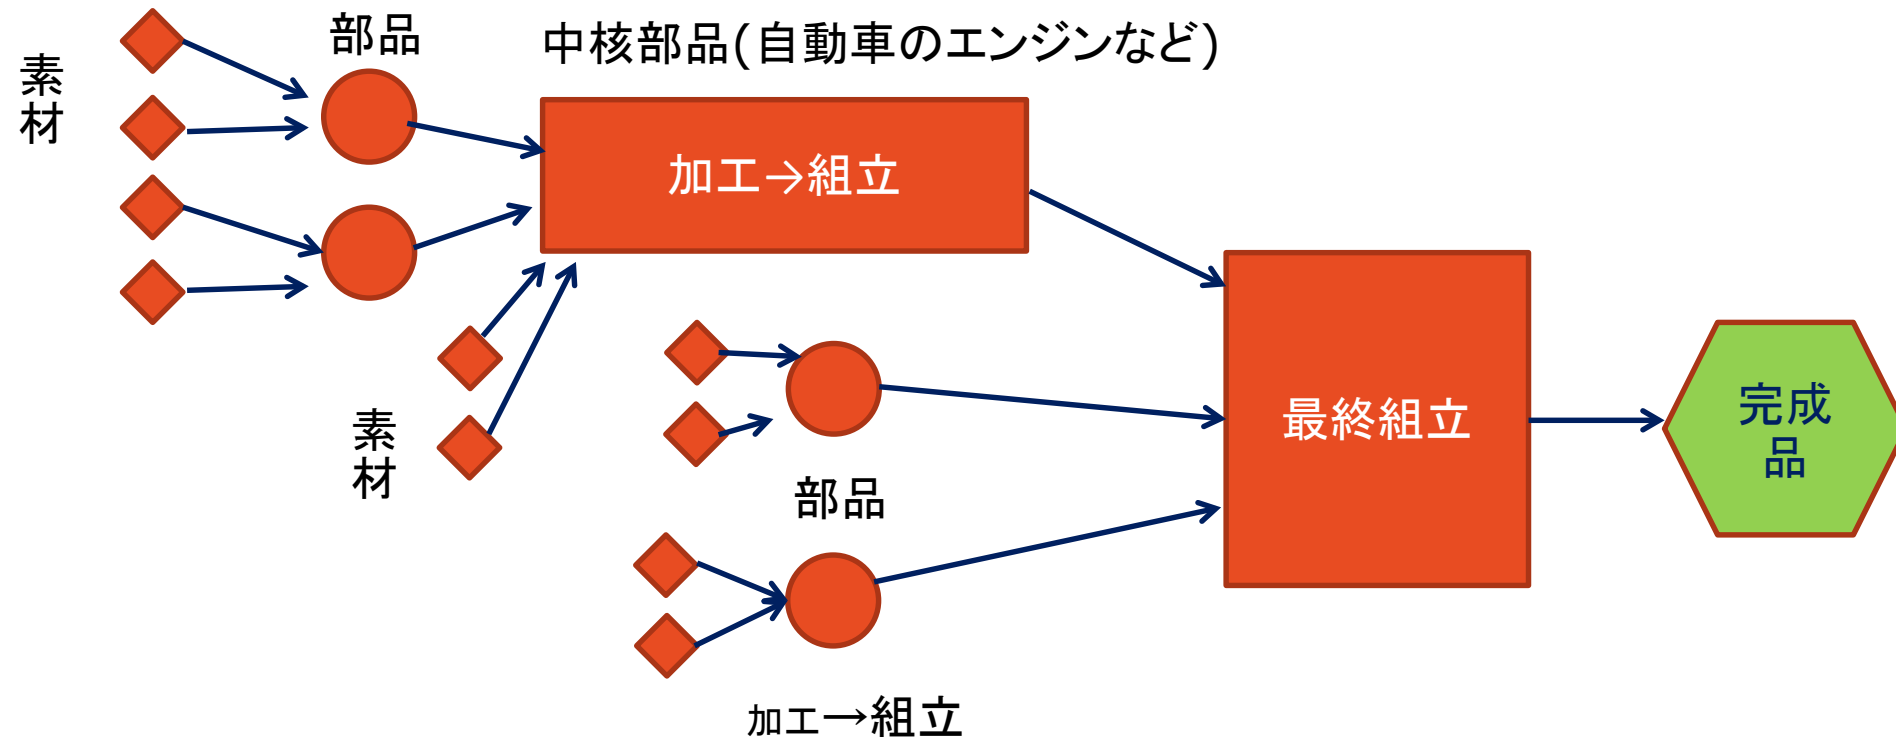 部品
中核部品(自動車のエンジンなど)
素
材
加工→組立
最終組立
完成
品
素
材
部品
加工→組立